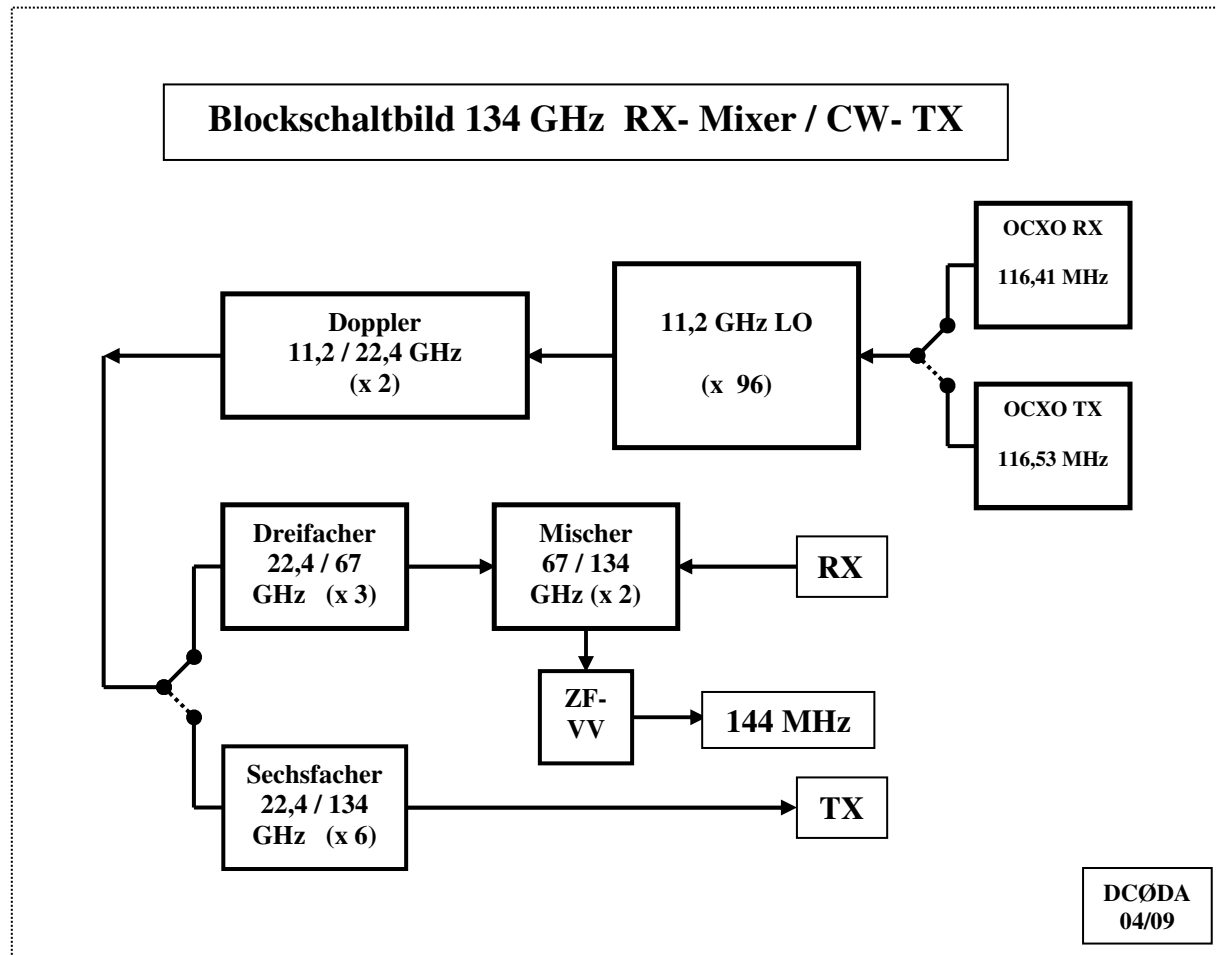 Blockschaltbild 134 GHz RX- Mixer / CW- TX
OCXO RX
116,41 MHz
11,2 GHz LO
(x 96)
Doppler
11,2 / 22,4 GHz
(x 2)
OCXO TX
116,53 MHz
Dreifacher
22,4 / 67
GHz (x 3)
Mischer
67 / 134
GHz (x 2)
RX
ZF-
VV
144 MHz
Sechsfacher
22,4 / 134
GHz (x 6)
TX
DCØDA
04/09